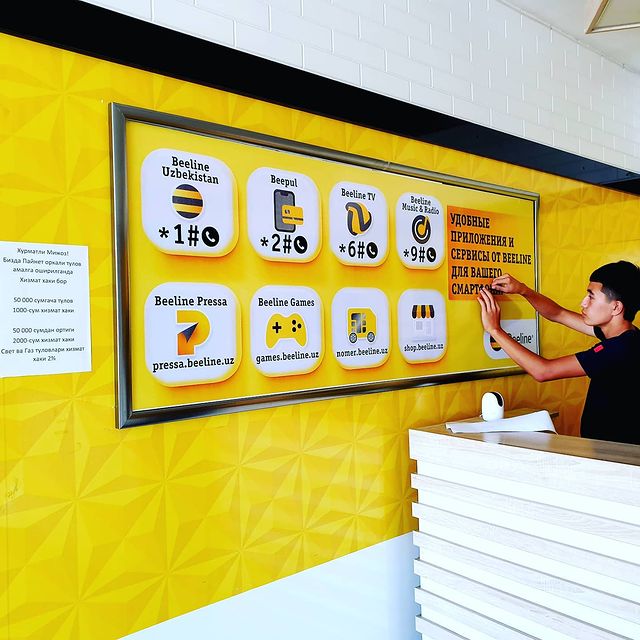 Хурматли Мижоз!
Бизда Пайнет оркали тулов
амалга оширилганда
Хизмат хаки бор
50 000 сумгача тулов
1000-сум хизмат хаки
50 000 сумдан ортиги
2000-сум хизмат хаки
Свет ва Газ туловлари хизмат
хаки 2%
Beeline
Uzbekistan
*1#
Beepul
*2#
Beeline TV
*6#
Beeline
Music & Radio
*9#
Beeline Pressa
pressa.beeline.uz
Beeline Games
games.beeline.uz
nomer.beeline.uz
shop.beeline.uz
УДОБНЫЕ
ПРИЛОЖЕНИЯ И
СЕРВИСЫ ОТ BEELINE
ДЛЯ ВАШЕГО
Beeline